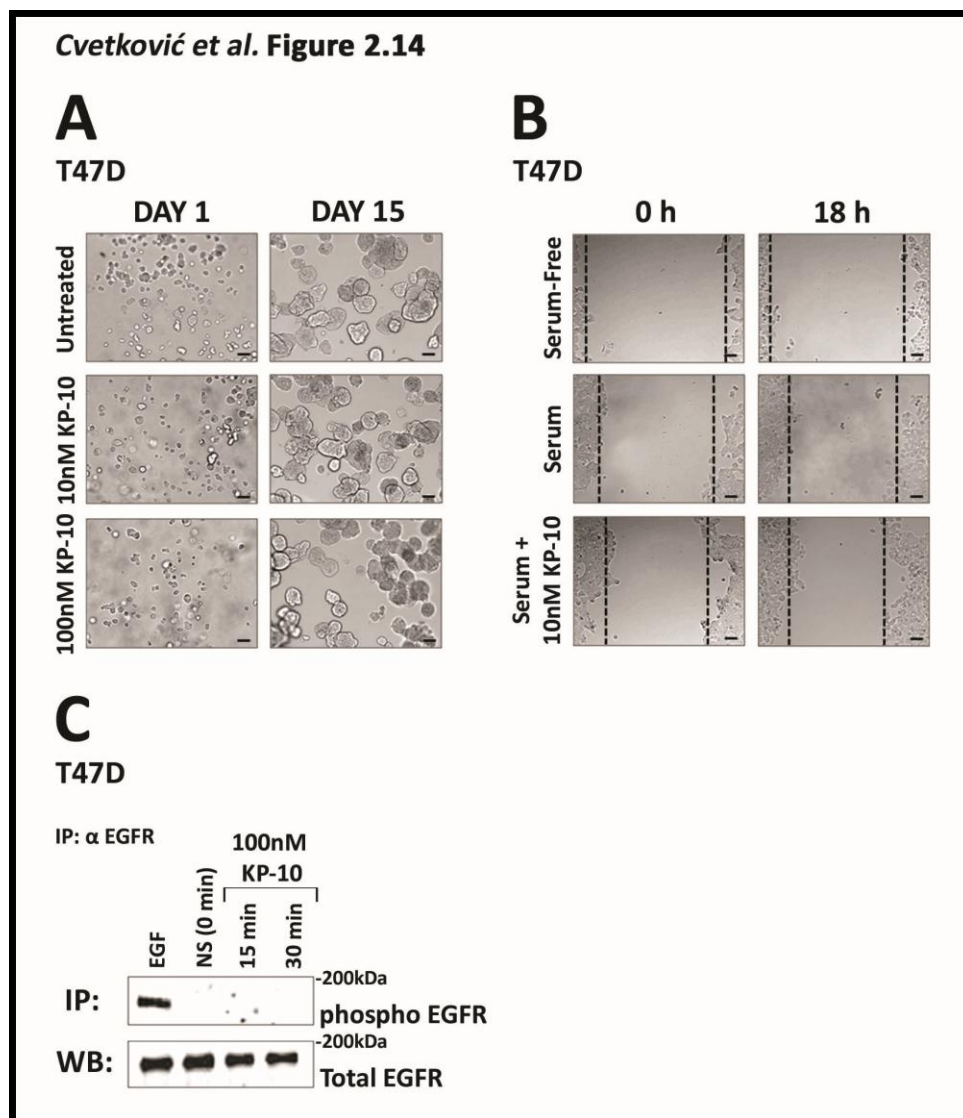 Cvetković et al. Figure 2.14
A
T47D
DAY 1
DAY 15
Untreated
10nM KP-10
100nM KP-10
B
T47D
0 h
18 h
Serum-Free
Serum
Serum +
10nM KP-10
C
T47D
IP: α EGFR
100nM
KP-10
EGF
NS (0 min)
15 min
30 min
IP:
-200kDa
phospho EGFR
WB:
-200kDa
Total EGFR